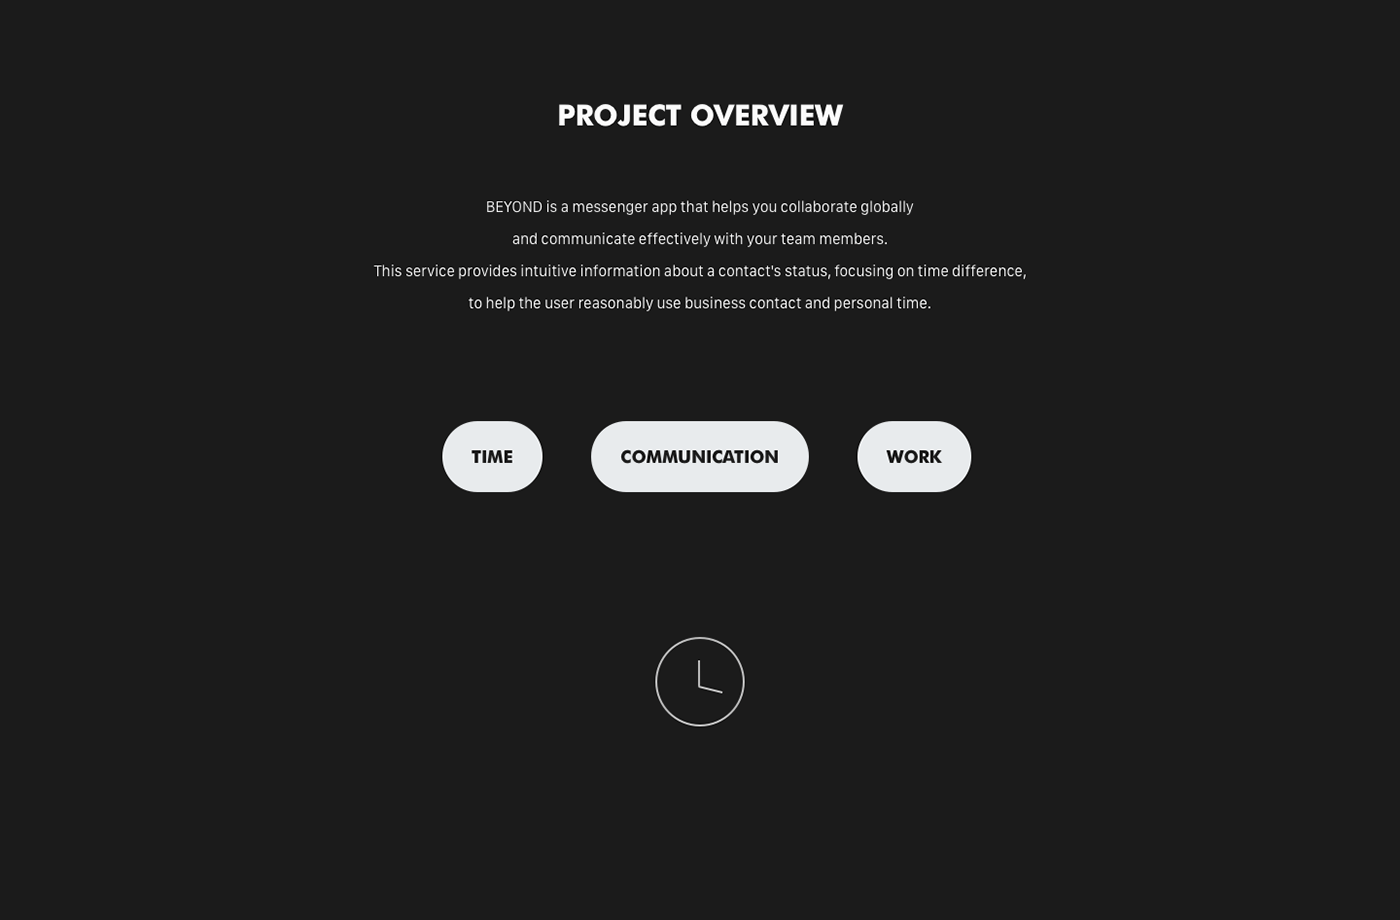 PROJECT OVERVIEW
BEYOND is a messenger app that helps you collaborate globally
and communicate effectively with your team members.
This service provides intuitive information about a contact's status, focusing on time difference,
to help the user reasonably use business contact and personal time.
TIME
COMMUNICATION
WORK